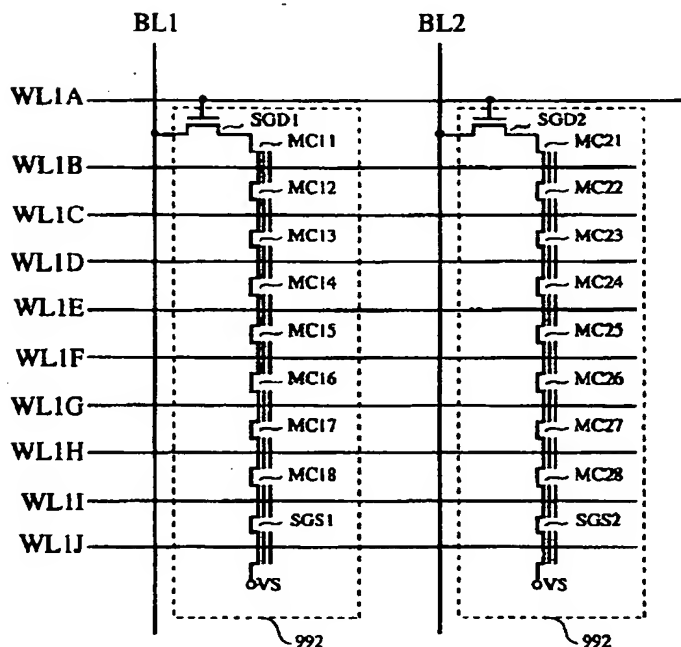 BL1 BL2
WL1A
SGD1 SGD2
MC11 MC21
WL1B
MC12 MC22
WL1C
MC13 MC23
WL1D
MC14 MC24
WL1E
MC15 MC25
WL1F
MC16 MC26
WL1G
MC17 MC27
WL1H
MC18 MC28
WL1I
SGS1 SGS2
WL1J
VS VS
992 992